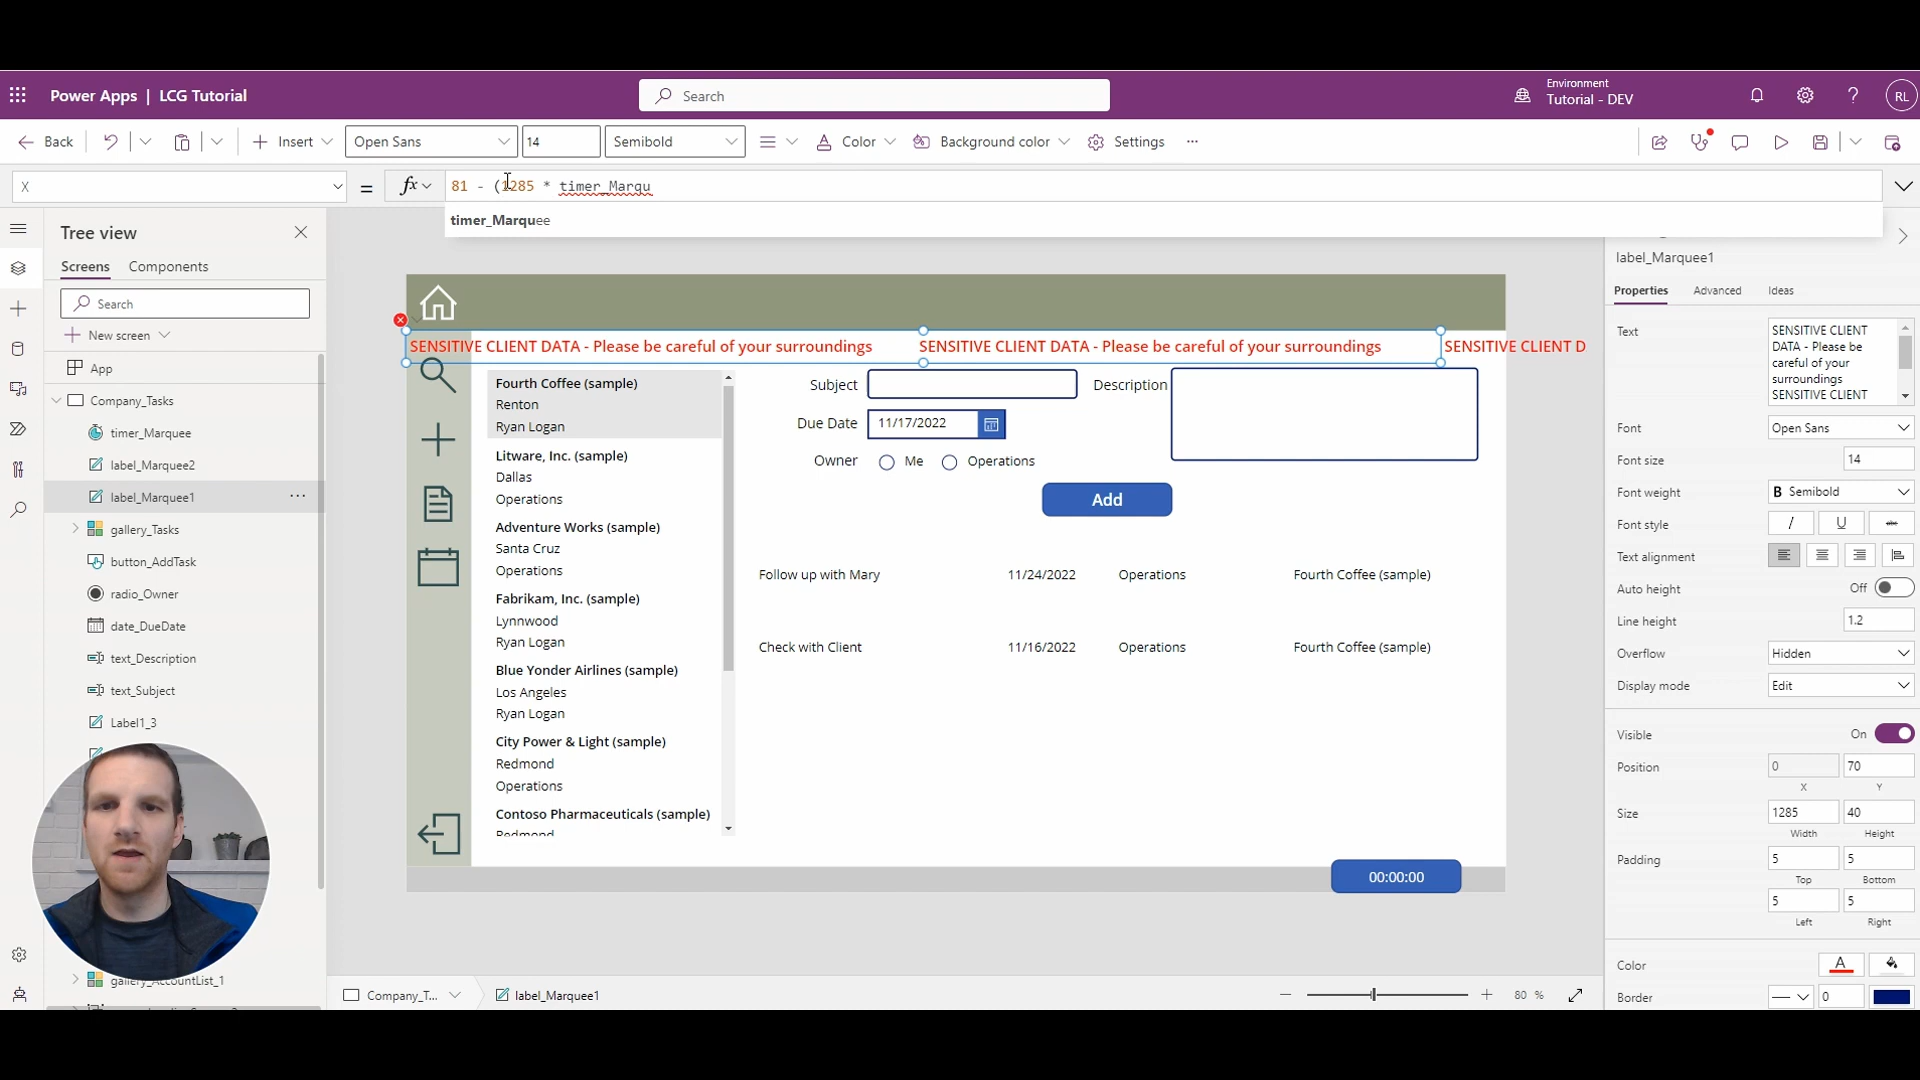 Power Apps | LCG Tutorial
Search
Environment
Tutorial - DEV
RL
Back
Insert
Open Sans
14
Semibold
Color
Background color
Settings
X
=
fx
81 - (1285 * timer_Marqu
timer_Marquee
Tree view
Screens
Components
Search
New screen
App
Company_Tasks
timer_Marquee
label_Marquee2
label_Marquee1
gallery_Tasks
button_AddTask
radio_Owner
date_DueDate
text_Description
text_Subject
Label1_3
gallery_AccountList_1
SENSITIVE CLIENT DATA - Please be careful of your surroundings
SENSITIVE CLIENT DATA - Please be careful of your surroundings
SENSITIVE CLIENT D
Fourth Coffee (sample)
Renton
Ryan Logan
Litware, Inc. (sample)
Dallas
Operations
Adventure Works (sample)
Santa Cruz
Operations
Fabrikam, Inc. (sample)
Lynnwood
Ryan Logan
Blue Yonder Airlines (sample)
Los Angeles
Ryan Logan
City Power & Light (sample)
Redmond
Operations
Contoso Pharmaceuticals (sample)
Redmond
Subject
Description
Due Date
11/17/2022
Owner
Me
Operations
Add
Follow up with Mary
11/24/2022
Operations
Fourth Coffee (sample)
Check with Client
11/16/2022
Operations
Fourth Coffee (sample)
00:00:00
Company_T...
label_Marquee1
80 %
label_Marquee1
Properties
Advanced
Ideas
Text
SENSITIVE CLIENT
DATA - Please be
careful of your
surroundings
SENSITIVE CLIENT
Font
Open Sans
Font size
14
Font weight
B Semibold
Font style
Text alignment
Auto height
Off
Line height
1.2
Overflow
Hidden
Display mode
Edit
Visible
On
Position
0
70
X
Y
Size
1285
40
Width
Height
Padding
5
5
Top
Bottom
5
5
Left
Right
Color
Border
0